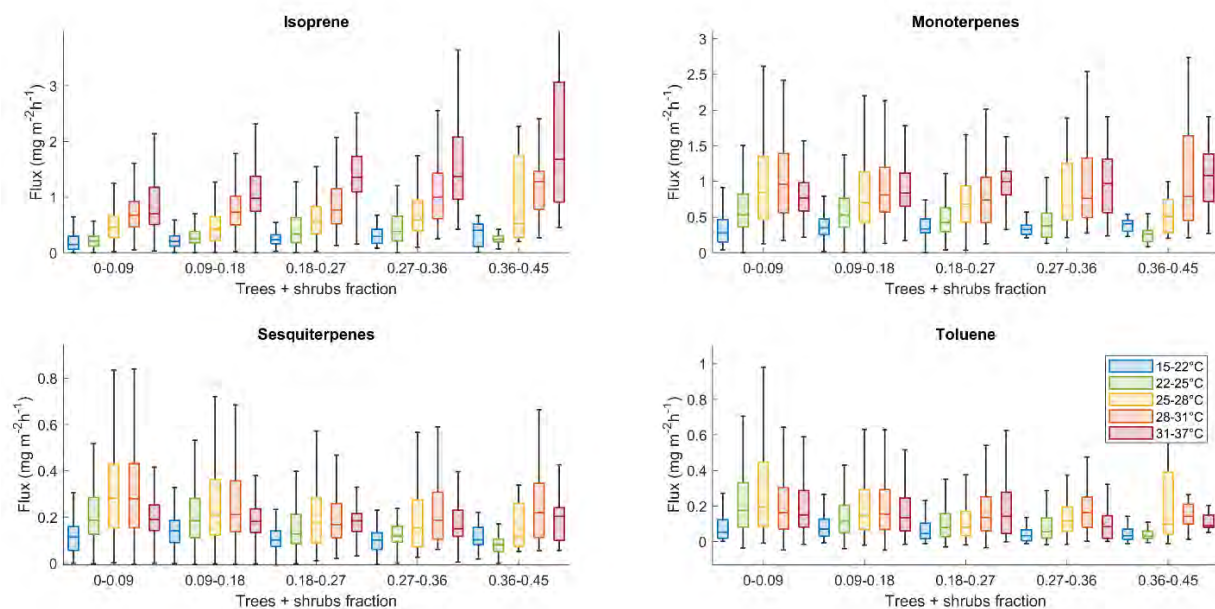 Isoprene
Flux (mg m⁻²h⁻¹)
3
2
1
0
0-0.09 0.09-0.18 0.18-0.27 0.27-0.36 0.36-0.45
Trees + shrubs fraction
Monoterpenes
Flux (mg m⁻²h⁻¹)
3
2.5
2
1.5
1
0.5
0
0-0.09 0.09-0.18 0.18-0.27 0.27-0.36 0.36-0.45
Trees + shrubs fraction
Sesquiterpenes
Flux (mg m⁻²h⁻¹)
0.8
0.6
0.4
0.2
0
0-0.09 0.09-0.18 0.18-0.27 0.27-0.36 0.36-0.45
Trees + shrubs fraction
Toluene
Flux (mg m⁻²h⁻¹)
1
0.8
0.6
0.4
0.2
0
0-0.09 0.09-0.18 0.18-0.27 0.27-0.36 0.36-0.45
Trees + shrubs fraction
15-22°C
22-25°C
25-28°C
28-31°C
31-37°C